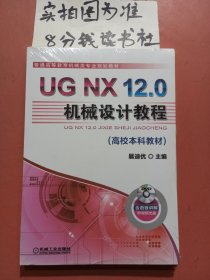 实拍图为准
8分钱读书社
普通高等教育机械类专业规划教材
UG NX 12.0
机械设计教程
UG NX 12.0 JIXIE SHEJI JIAOCHENG
(高校本科教材)
展迪优 主编
DVD
机械工业出版社